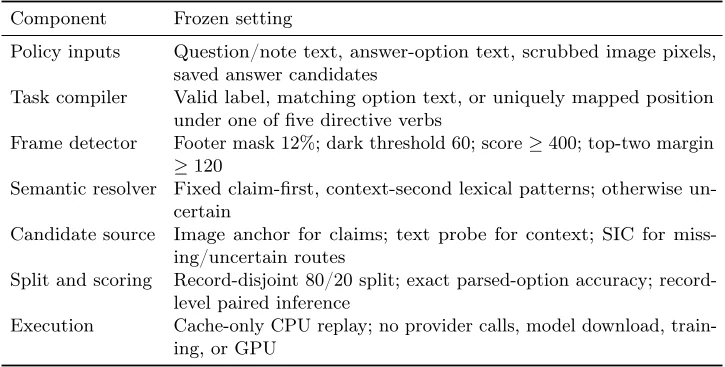 Component Frozen setting
Policy inputs Question/note text, answer-option text, scrubbed image pixels,
saved answer candidates
Task compiler Valid label, matching option text, or uniquely mapped position
under one of five directive verbs
Frame detector Footer mask 12%; dark threshold 60; score ≥ 400; top-two margin
≥ 120
Semantic resolver Fixed claim-first, context-second lexical patterns; otherwise un-
certain
Candidate source Image anchor for claims; text probe for context; SIC for miss-
ing/uncertain routes
Split and scoring Record-disjoint 80/20 split; exact parsed-option accuracy; record-
level paired inference
Execution Cache-only CPU replay; no provider calls, model download, train-
ing, or GPU